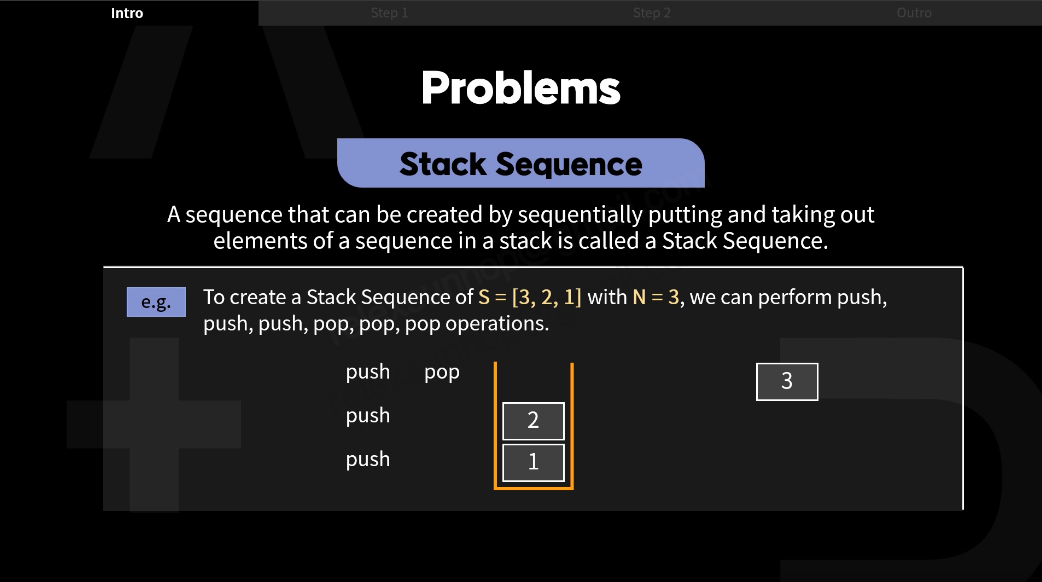 Intro
Step 1
Step 2
Outro
Problems
Stack Sequence
A sequence that can be created by sequentially putting and taking out
elements of a sequence in a stack is called a Stack Sequence.
e.g.
To create a Stack Sequence of S = [3, 2, 1] with N = 3, we can perform push,
push, push, pop, pop, pop operations.
push pop
3
push
2
push
1